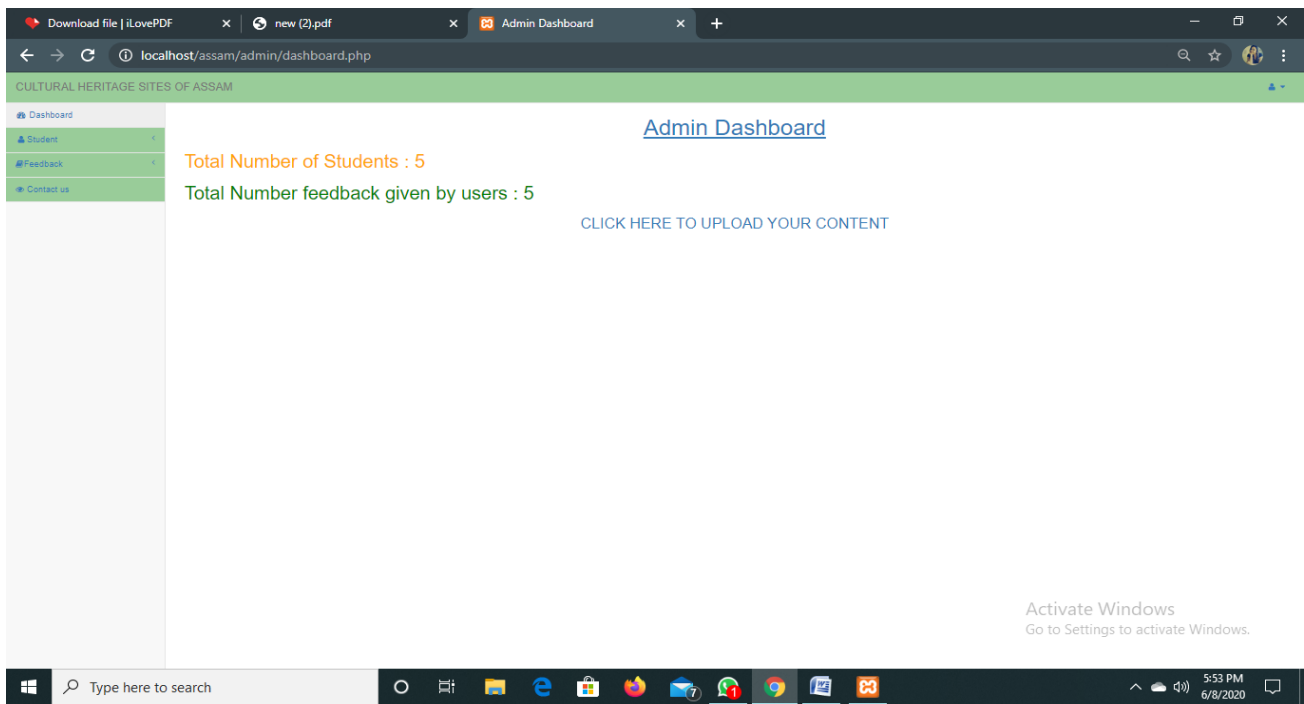 Download file | iLovePDF
new (2).pdf
Admin Dashboard
localhost/assam/admin/dashboard.php
CULTURAL HERITAGE SITES OF ASSAM
Dashboard
Student
Feedback
Contact us
Admin Dashboard
Total Number of Students : 5
Total Number feedback given by users : 5
CLICK HERE TO UPLOAD YOUR CONTENT
Activate Windows
Go to Settings to activate Windows.
Type here to search
7
1
5:53 PM
6/8/2020